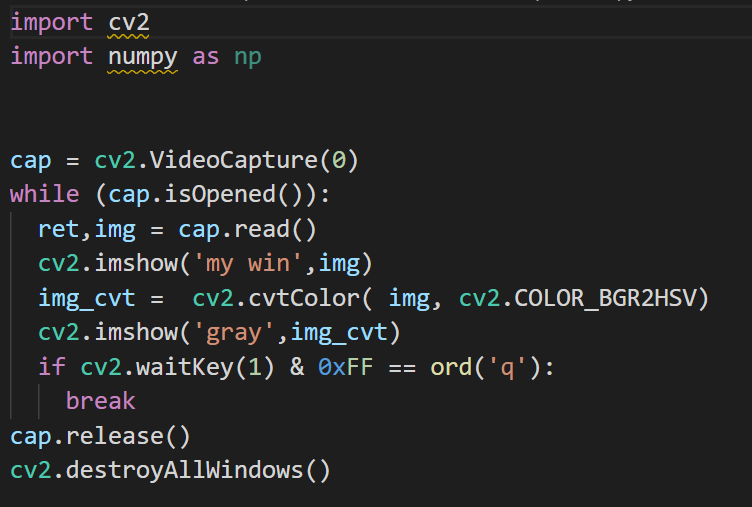 import cv2
import numpy as np
cap = cv2.VideoCapture(0)
while (cap.isOpened()):
  ret,img = cap.read()
  cv2.imshow('my win',img)
  img_cvt =  cv2.cvtColor( img, cv2.COLOR_BGR2HSV)
  cv2.imshow('gray',img_cvt)
  if cv2.waitKey(1) & 0xFF == ord('q'):
    break
cap.release()
cv2.destroyAllWindows()